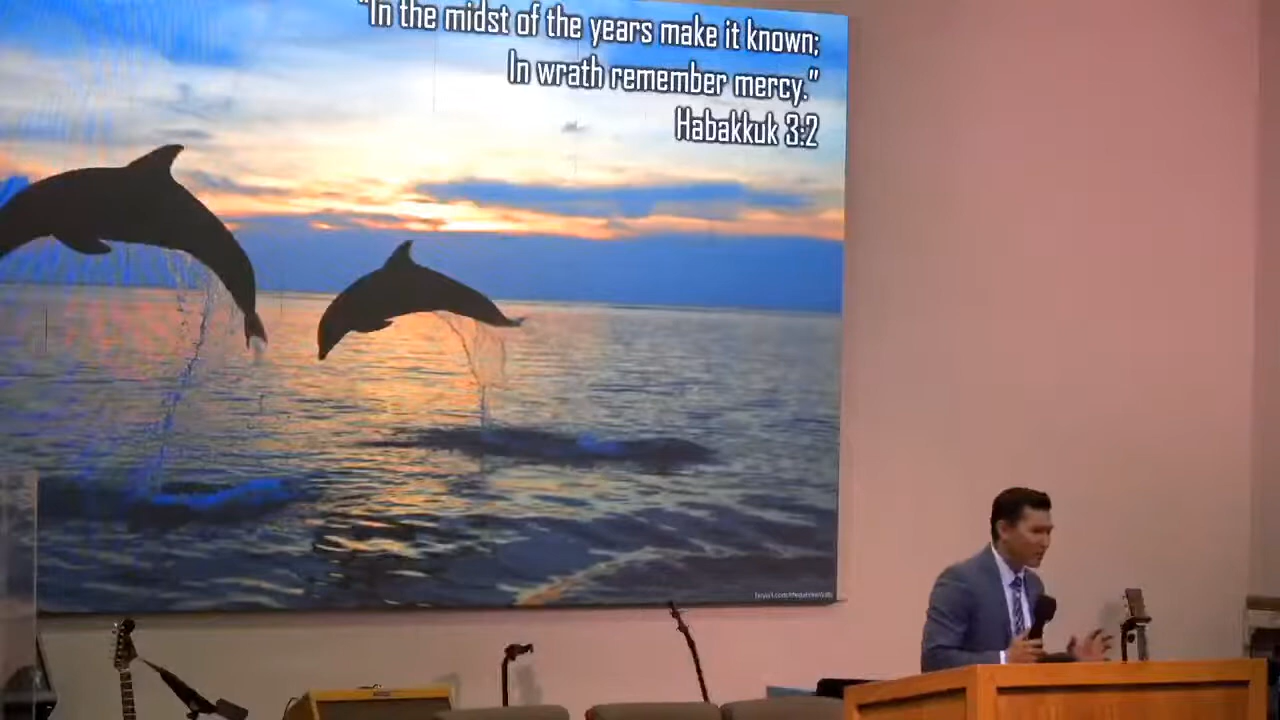 "In the midst of the years make it known;
In wrath remember mercy."
Habakkuk 3:2